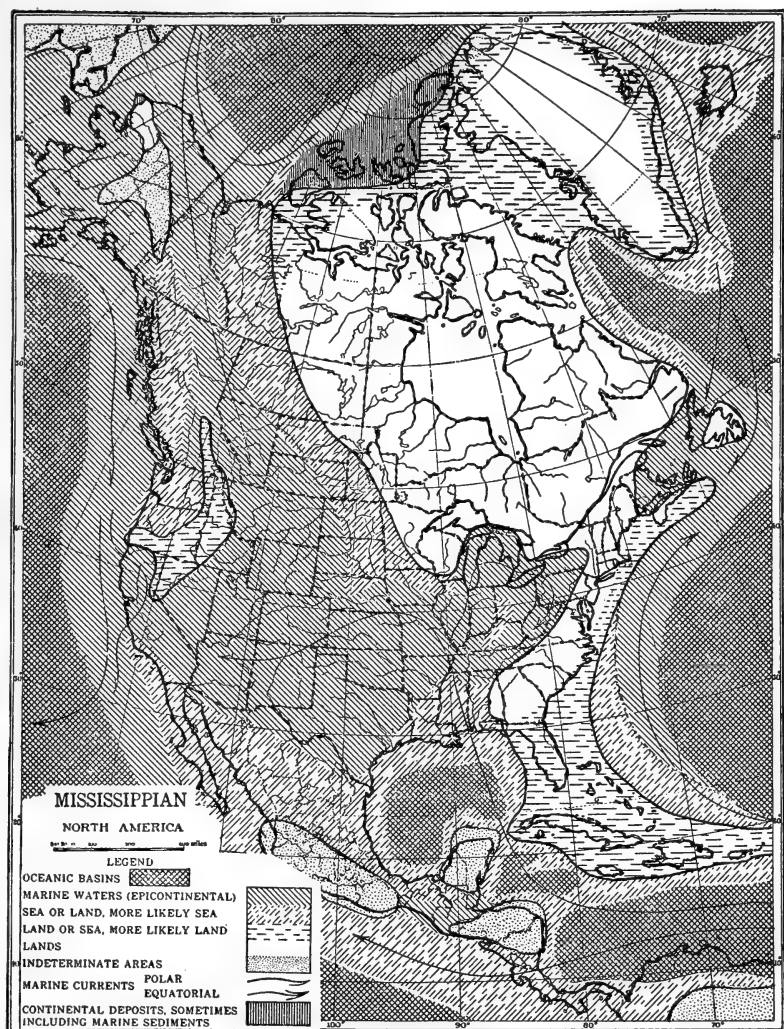 70° 80° 80° 70°
MISSISSIPPIAN
NORTH AMERICA
LEGEND
OCEANIC BASINS
MARINE WATERS (EPICONTINENTAL)
SEA OR LAND, MORE LIKELY SEA
LAND OR SEA, MORE LIKELY LAND
LANDS
INDETERMINATE AREAS
MARINE CURRENTS POLAR
EQUATORIAL
CONTINENTAL DEPOSITS, SOMETIMES
INCLUDING MARINE SEDIMENTS
100° 90° 80° 70°